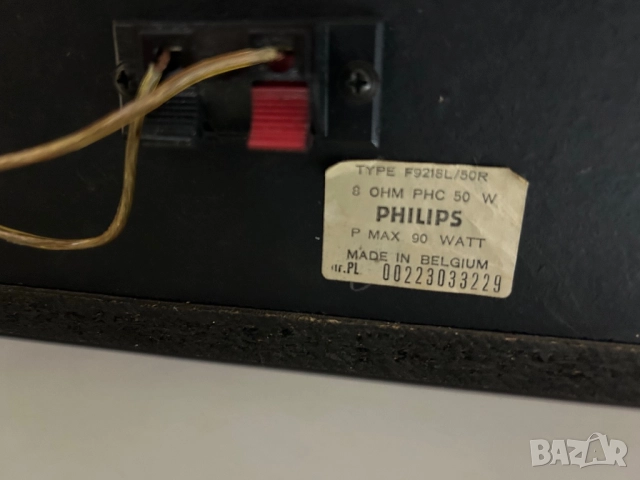 TYPE F9218L/50R
8 OHM PHC 50 W
PHILIPS
P MAX 90 WATT
MADE IN BELGIUM
nr.PL 00223033229
BAZAR